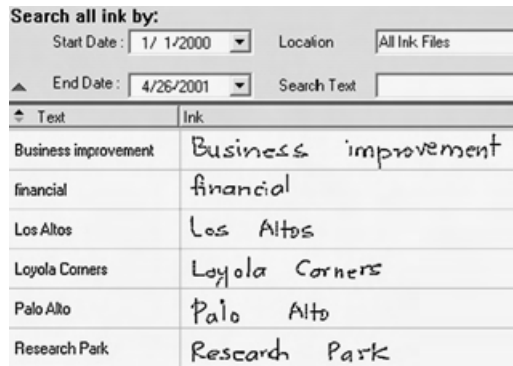 Search all ink by:
Start Date : 1/ 1/2000 Location All Ink Files
End Date : 4/26/2001 Search Text
Text Ink
Business improvement Business improvement
financial financial
Los Altos Los Altos
Loyola Corners Loyola Corners
Palo Alto Palo Alto
Research Park Research Park